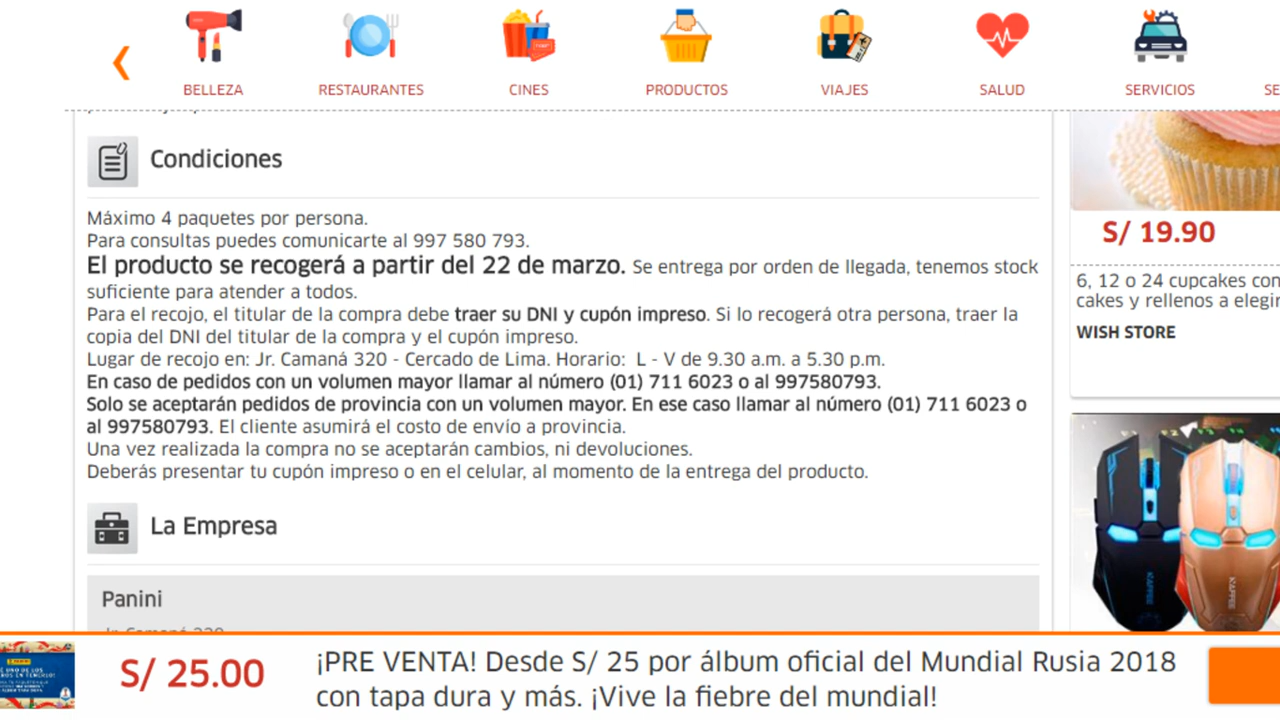 BELLEZA
RESTAURANTES
CINES
PRODUCTOS
VIAJES
SALUD
SERVICIOS
SE
Condiciones
Máximo 4 paquetes por persona.
Para consultas puedes comunicarte al 997 580 793.
El producto se recogerá a partir del 22 de marzo. Se entrega por orden de llegada, tenemos stock
suficiente para atender a todos.
Para el recojo, el titular de la compra debe traer su DNI y cupón impreso. Si lo recogerá otra persona, traer la
copia del DNI del titular de la compra y el cupón impreso.
Lugar de recojo en: Jr. Camaná 320 - Cercado de Lima. Horario: L - V de 9.30 a.m. a 5.30 p.m.
En caso de pedidos con un volumen mayor llamar al número (01) 711 6023 o al 997580793.
Solo se aceptarán pedidos de provincia con un volumen mayor. En ese caso llamar al número (01) 711 6023 o
al 997580793. El cliente asumirá el costo de envío a provincia.
Una vez realizada la compra no se aceptarán cambios, ni devoluciones.
Deberás presentar tu cupón impreso o en el celular, al momento de la entrega del producto.
La Empresa
Panini
Jr. Camaná 320
S/ 19.90
6, 12 o 24 cupcakes con
cakes y rellenos a elegir
WISH STORE
S/ 25.00
¡PRE VENTA! Desde S/ 25 por álbum oficial del Mundial Rusia 2018
con tapa dura y más. ¡Vive la fiebre del mundial!